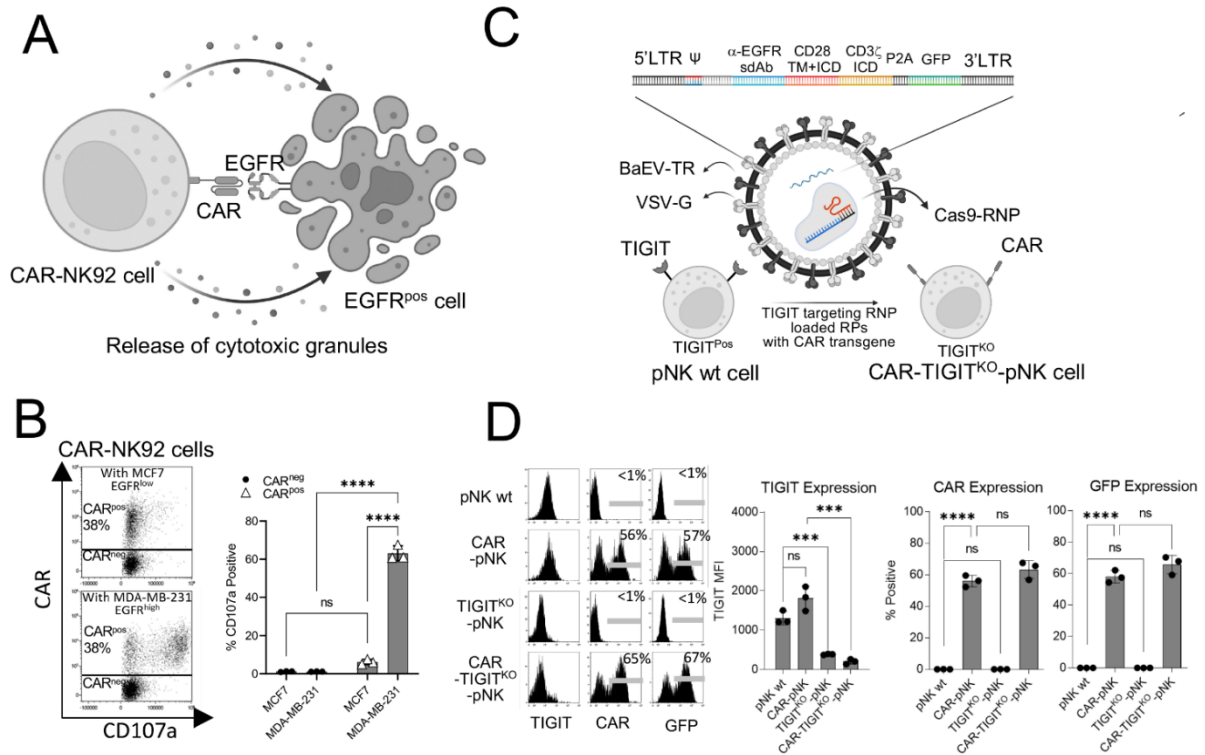 A
EGFR
CAR
CAR-NK92 cell
EGFRᵖᵒˢ cell
Release of cytotoxic granules
C
5'LTR Ψ α-EGFR sdAb CD28 TM+ICD CD3ζ ICD P2A GFP 3'LTR
BaEV-TR
VSV-G
Cas9-RNP
TIGIT
CAR
TIGITᴾᵒˢ
TIGIT targeting RNP
loaded RPs
with CAR transgene
TIGITᴷᴼ
pNK wt cell
CAR-TIGITᴷᴼ-pNK cell
B
CAR-NK92 cells
With MCF7
EGFRˡᵒʷ
CARᵖᵒˢ
38%
CARⁿᵉᵍ
With MDA-MB-231
EGFRʰⁱᵍʰ
CARᵖᵒˢ
38%
CARⁿᵉᵍ
CAR
CD107a
CARⁿᵉᵍ
CARᵖᵒˢ
****
****
ns
% CD107a Positive
80
60
40
20
0
MCF7
MDA-MB-231
MCF7
MDA-MB-231
D
pNK wt
<1%
<1%
CAR
-pNK
56%
57%
TIGITᴷᴼ
-pNK
<1%
<1%
CAR
-TIGITᴷᴼ
-pNK
65%
67%
TIGIT
CAR
GFP
TIGIT Expression
TIGIT MFI
4000
3000
2000
1000
0
ns
***
***
pNK wt
CAR-pNK
TIGITᴷᴼ-pNK
CAR-TIGITᴷᴼ-pNK
CAR Expression
% Positive
100
80
60
40
20
0
****
ns
ns
pNK wt
CAR-pNK
TIGITᴷᴼ-pNK
CAR-TIGITᴷᴼ-pNK
GFP Expression
100
80
60
40
20
0
****
ns
ns
pNK wt
CAR-pNK
TIGITᴷᴼ-pNK
CAR-TIGITᴷᴼ-pNK